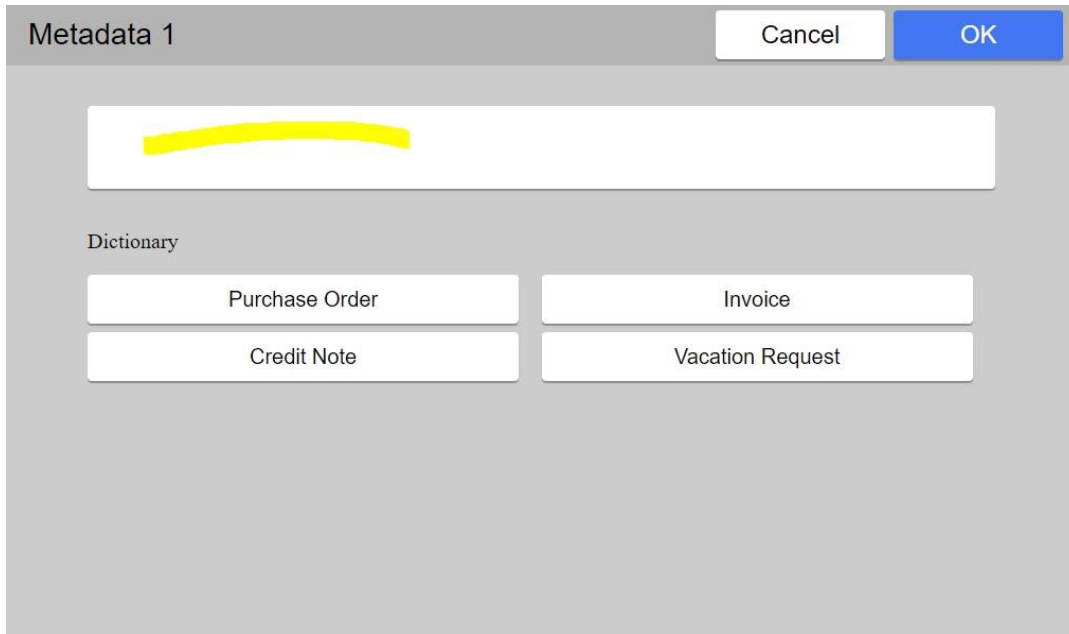 Metadata 1
Cancel
OK
Dictionary
Purchase Order
Invoice
Credit Note
Vacation Request